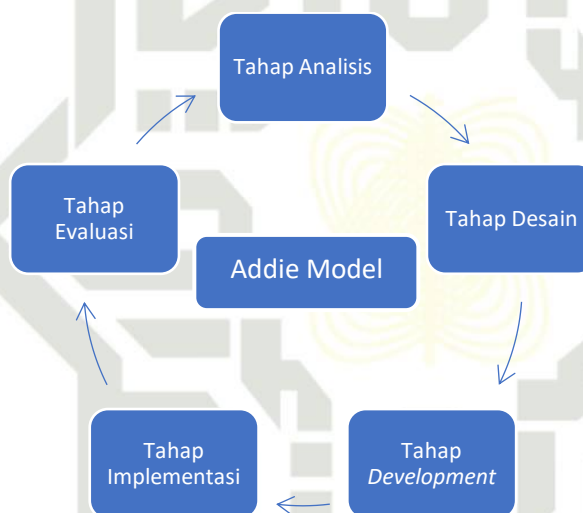 Tahap Analisis
Tahap Desain
Tahap
Development
Tahap
Implementasi
Tahap
Evaluasi
Addie Model